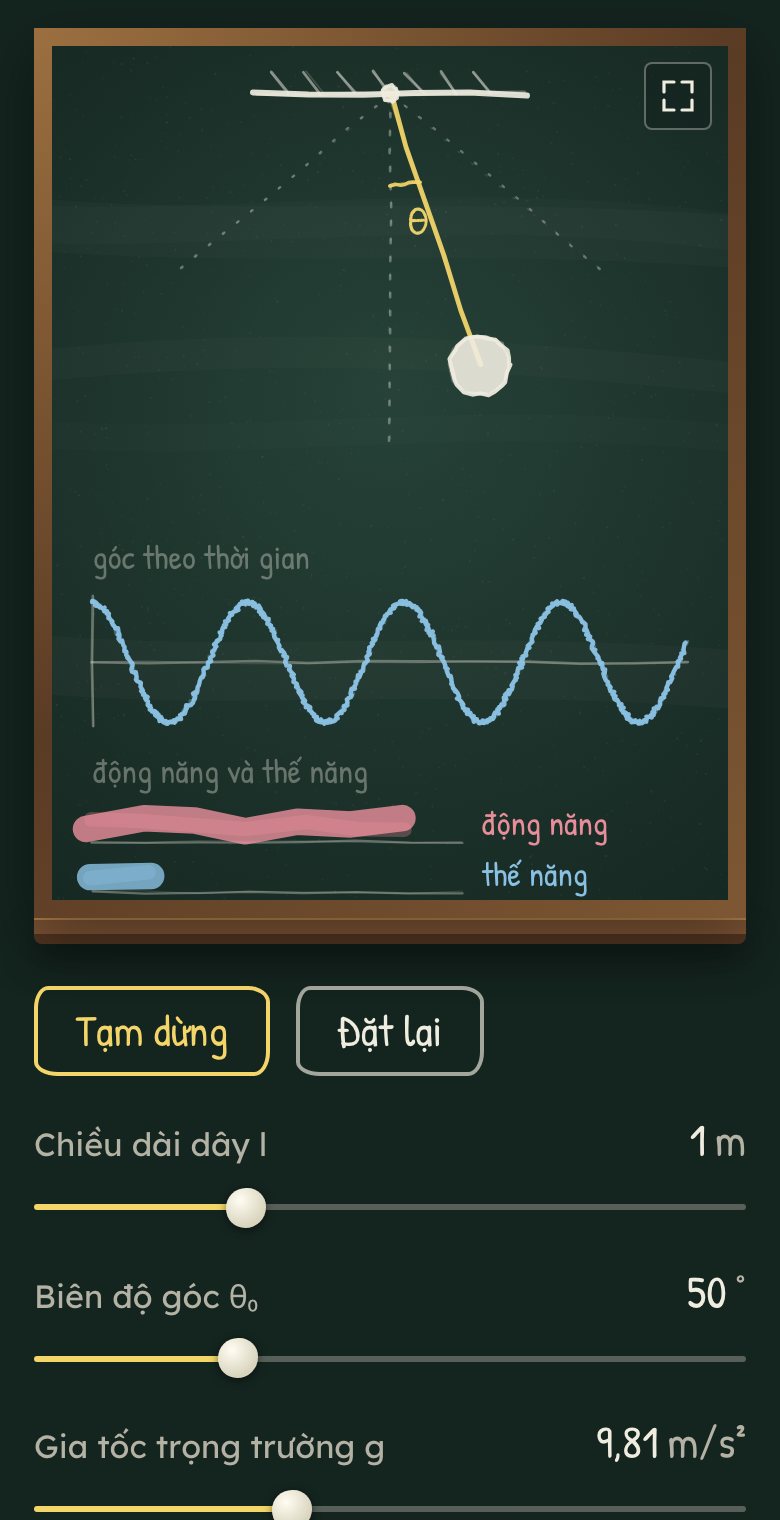 θ
góc theo thời gian
động năng và thế năng
động năng
thế năng
Tạm dừng
Đặt lại
Chiều dài dây l
1 m
Biên độ góc θ₀
50 °
Gia tốc trọng trường g
9,81 m/s²